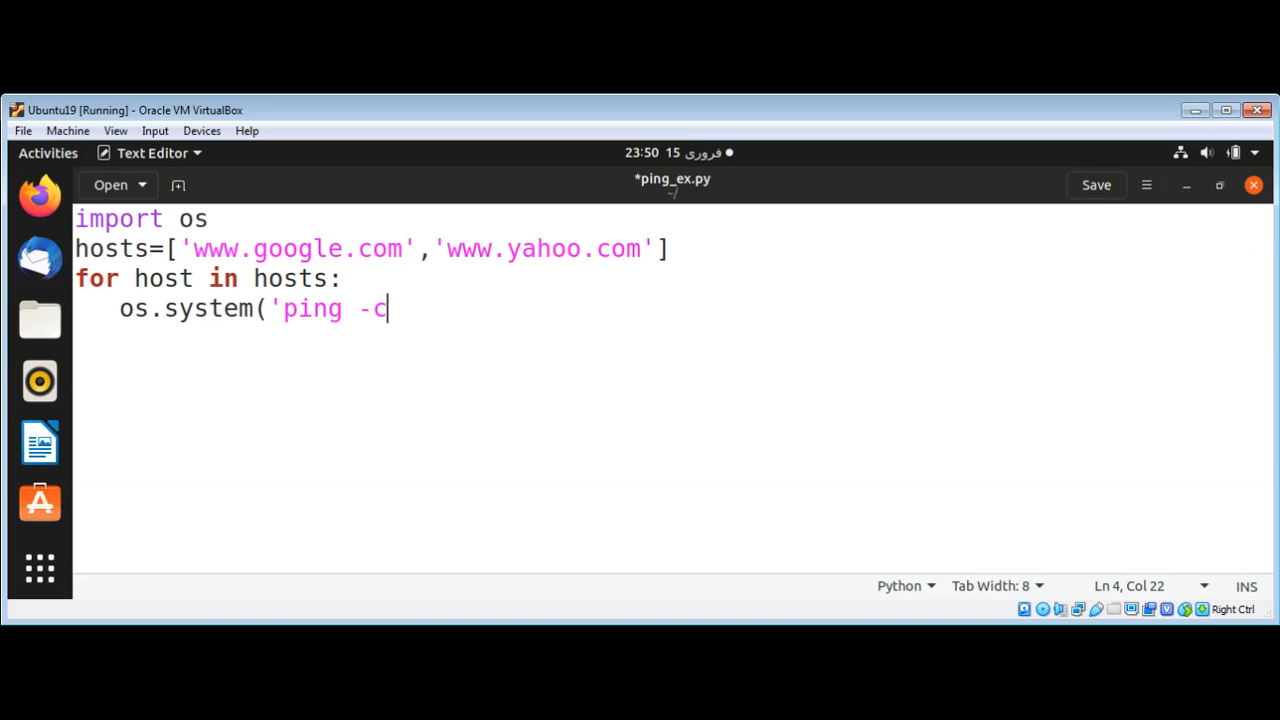 Ubuntu19 [Running] - Oracle VM VirtualBox
File Machine View Input Devices Help
Activities Text Editor 23:50 15 فروری
Open *ping_ex.py Save
~/
import os
hosts=['www.google.com','www.yahoo.com']
for host in hosts:
   os.system('ping -c
Python Tab Width: 8 Ln 4, Col 22 INS
Right Ctrl